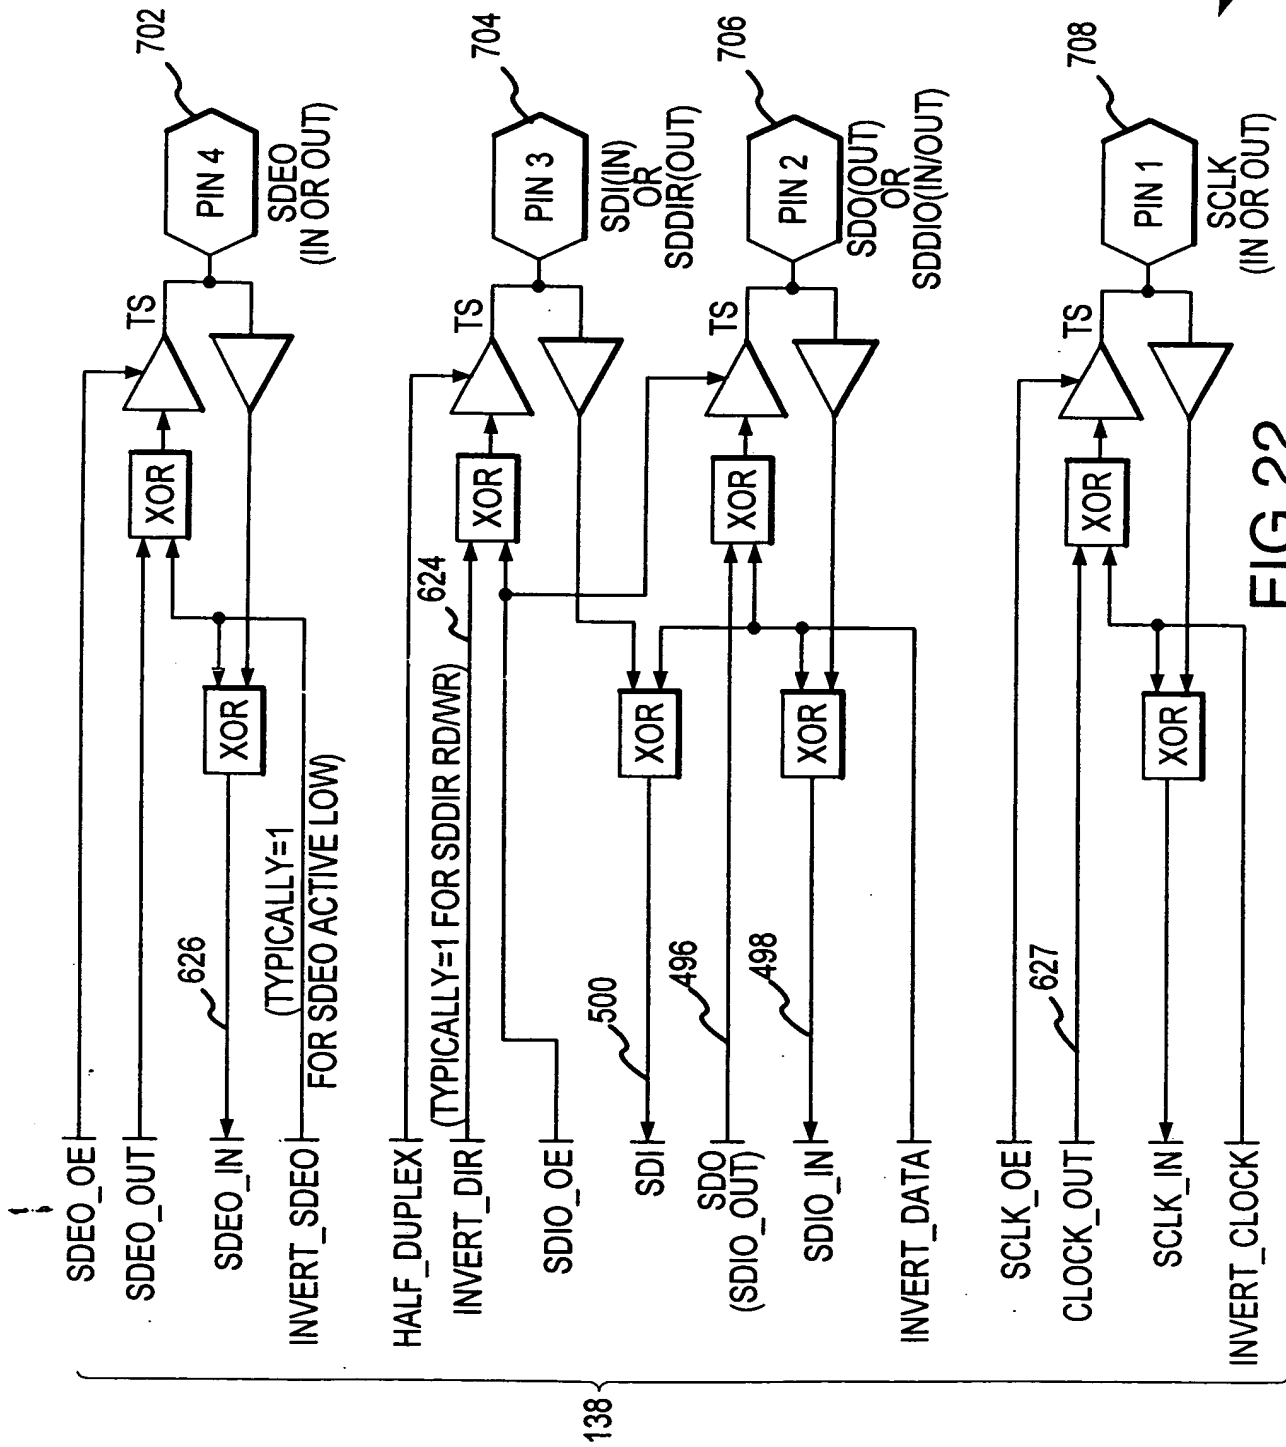 702
PIN 4
SDEO
(IN OR OUT)
TS
XOR
XOR
626
(TYPICALLY=1
FOR SDEO ACTIVE LOW)
SDEO_OE
SDEO_OUT
SDEO_IN
INVERT_SDEO
704
PIN 3
SDI(IN)
OR
SDDIR(OUT)
TS
XOR
624
(TYPICALLY=1 FOR SDDIR RD/WR)
HALF_DUPLEX
INVERT_DIR
SDIO_OE
706
PIN 2
SDO(OUT)
OR
SDDIO(IN/OUT)
TS
XOR
XOR
XOR
500
496
498
SDI
SDO
(SDIO_OUT)
SDIO_IN
INVERT_DATA
708
PIN 1
SCLK
(IN OR OUT)
TS
XOR
XOR
627
SCLK_OE
CLOCK_OUT
SCLK_IN
INVERT_CLOCK
138
FIG.22